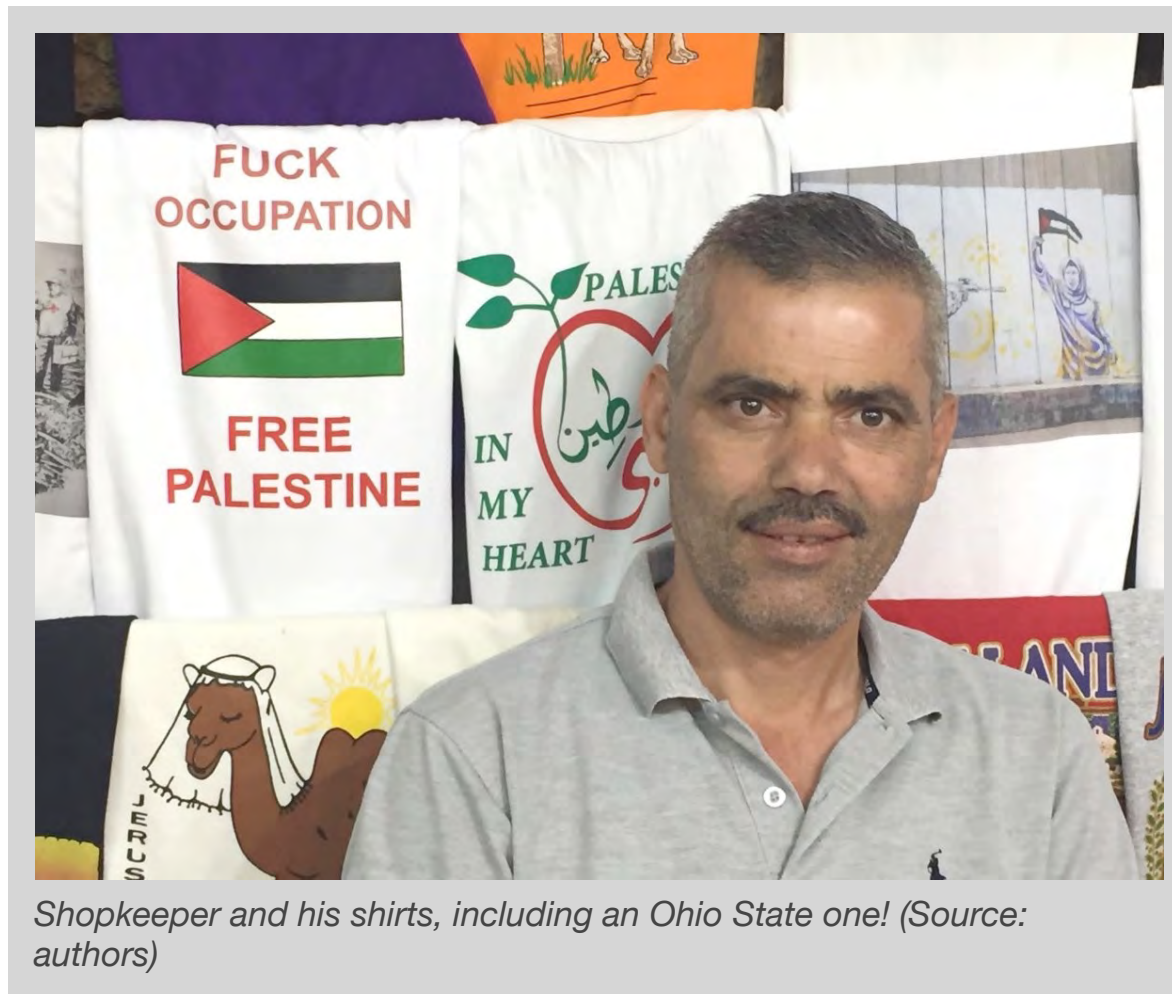 FUCK
OCCUPATION
FREE
PALESTINE
PALES
IN
MY
HEART
JERUS
LAND
Shopkeeper and his shirts, including an Ohio State one! (Source:
authors)